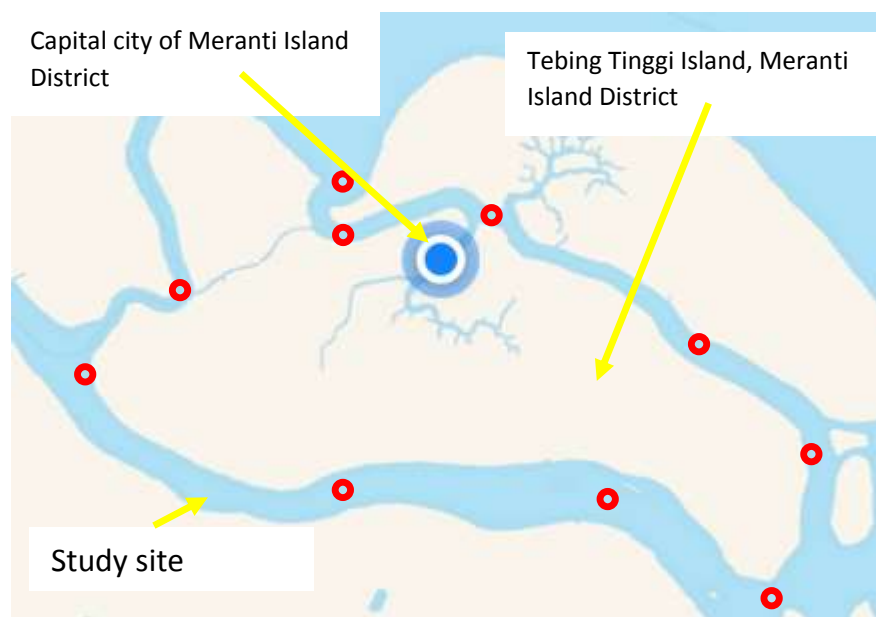 Capital city of Meranti Island
District
Tebing Tinggi Island, Meranti
Island District
Study site